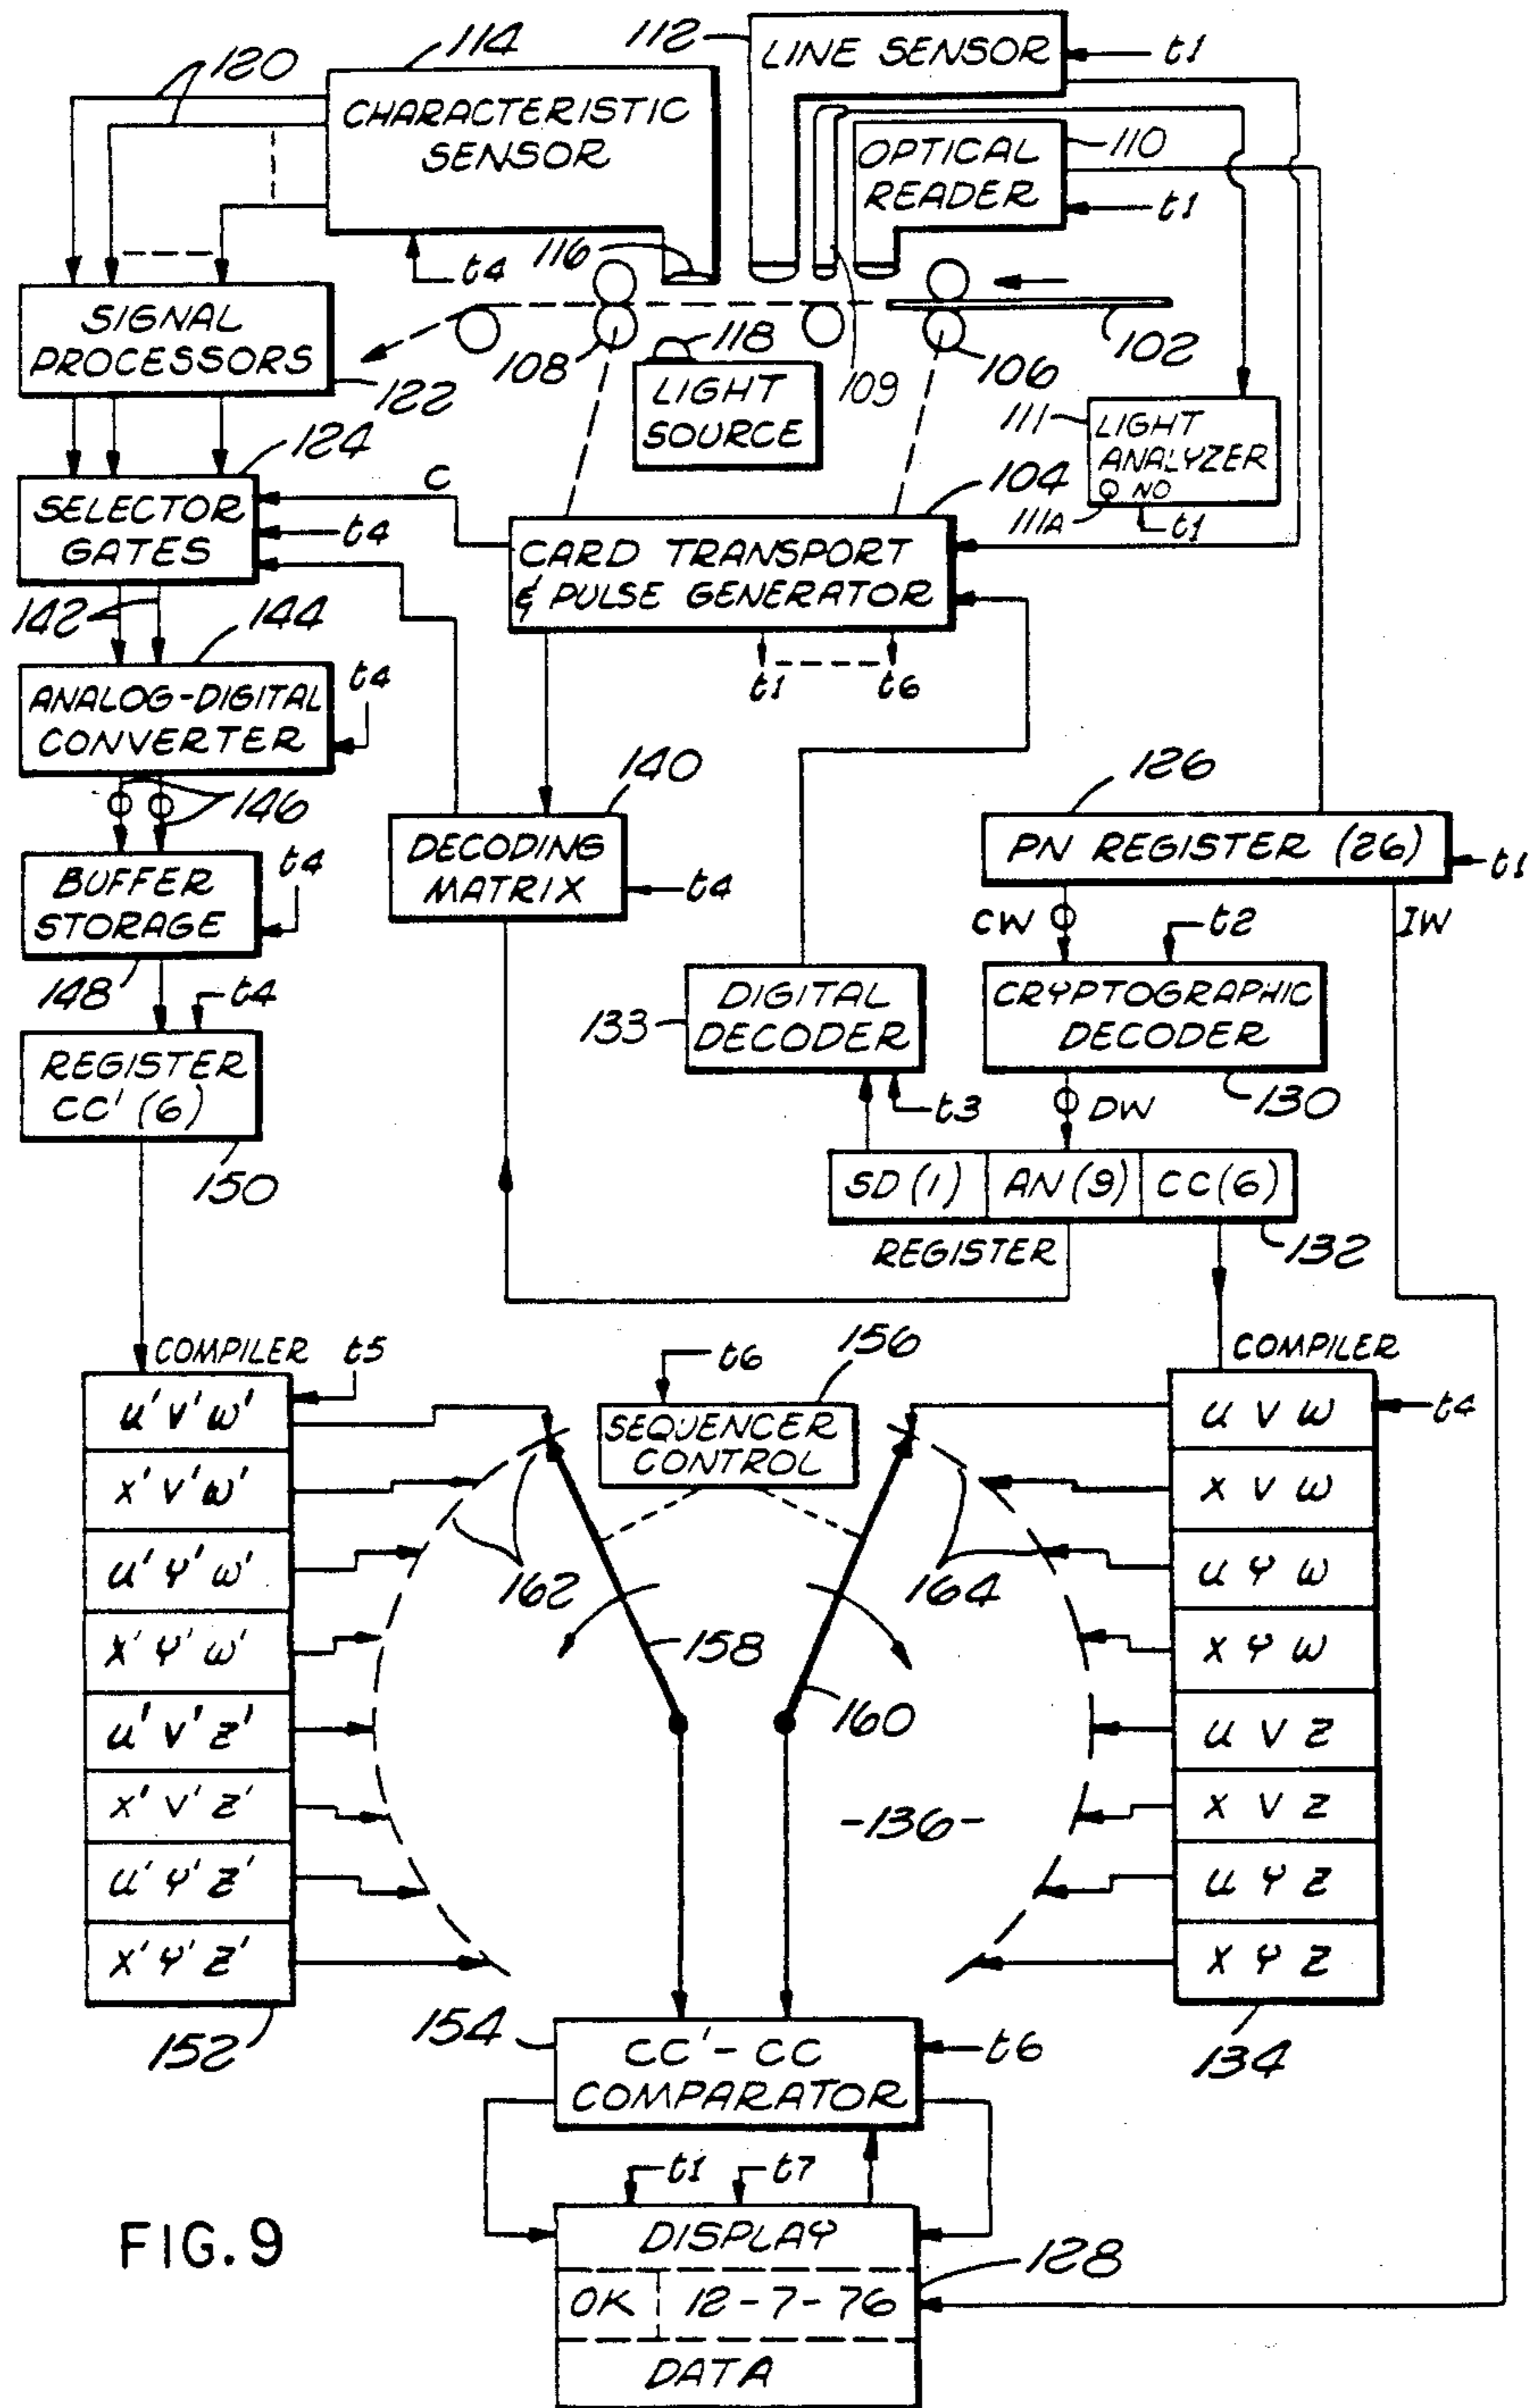 114
112
LINE SENSOR
t1
120
CHARACTERISTIC
SENSOR
OPTICAL
READER
110
t1
116
t4
SIGNAL
PROCESSORS
122
108
118
LIGHT
SOURCE
109
106
102
111
LIGHT
ANALYZER
NO
111A
t1
124
C
104
SELECTOR
GATES
t4
CARD TRANSPORT
& PULSE GENERATOR
142
144
t1
t6
ANALOG-DIGITAL
CONVERTER
t4
146
140
126
DECODING
MATRIX
t4
PN REGISTER (26)
t1
BUFFER
STORAGE
t4
148
CW
t2
IW
DIGITAL
DECODER
133
CRYPTOGRAPHIC
DECODER
130
t4
REGISTER
CC' (6)
150
t3
DW
SD (1)
AN (9)
CC (6)
REGISTER
132
COMPILER
t5
t6
156
COMPILER
U' V' W'
SEQUENCER
CONTROL
U V W
t4
X' V' W'
X V W
U' Y' W'
162
164
U Y W
X' Y' W'
158
X Y W
U' V' Z'
160
U V Z
X' V' Z'
-136-
X V Z
U' Y' Z'
U Y Z
X' Y' Z'
X Y Z
152
154
CC' - CC
COMPARATOR
t6
134
t1
t7
FIG. 9
DISPLAY
128
OK
12-7-76
DATA